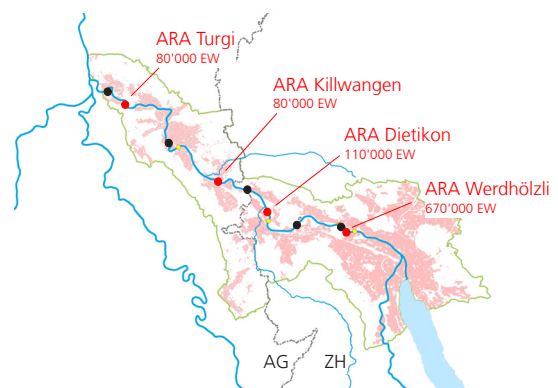 ARA Turgi
80'000 EW
ARA Killwangen
80'000 EW
ARA Dietikon
110'000 EW
ARA Werdhölzli
670'000 EW
AG
ZH